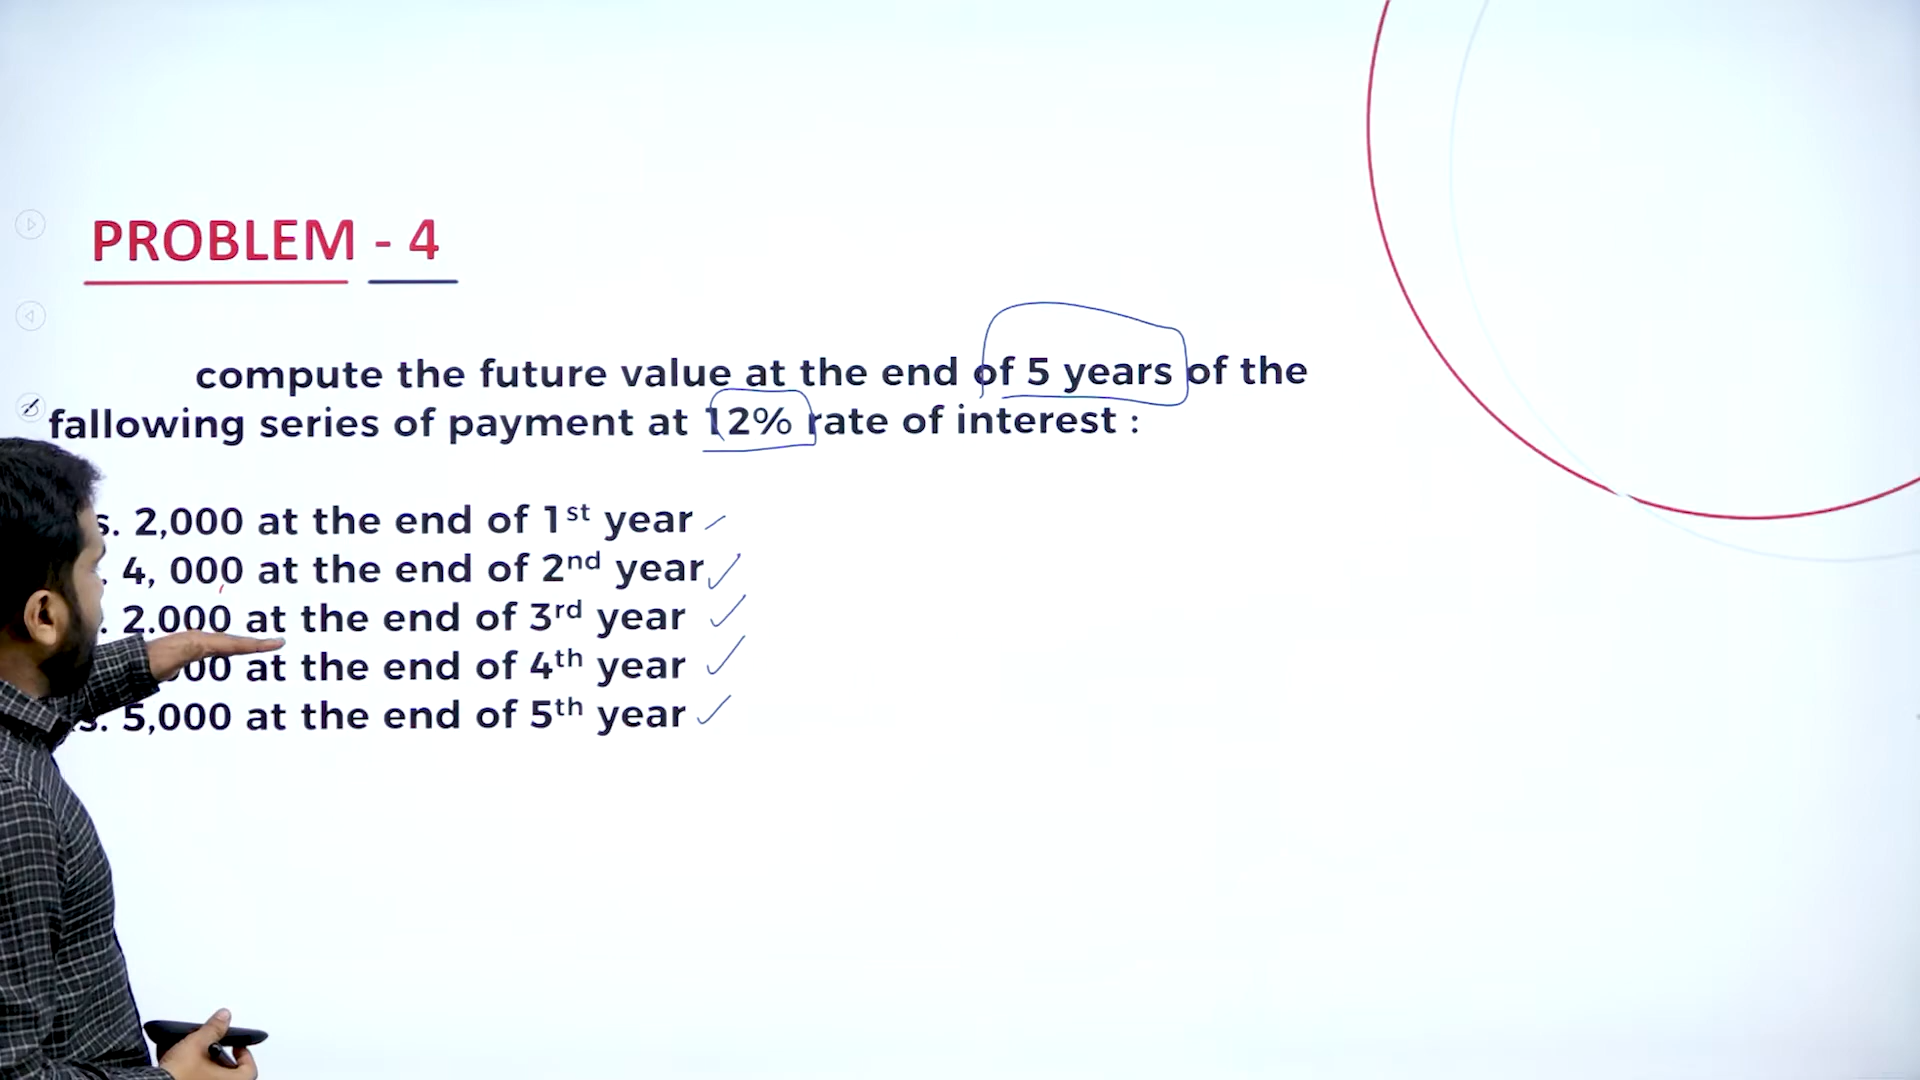 PROBLEM - 4
compute the future value at the end of 5 years of the
fallowing series of payment at 12% rate of interest :
s. 2,000 at the end of 1st year
. 4, 000 at the end of 2nd year
. 2.000 at the end of 3rd year
00 at the end of 4th year
s. 5,000 at the end of 5th year